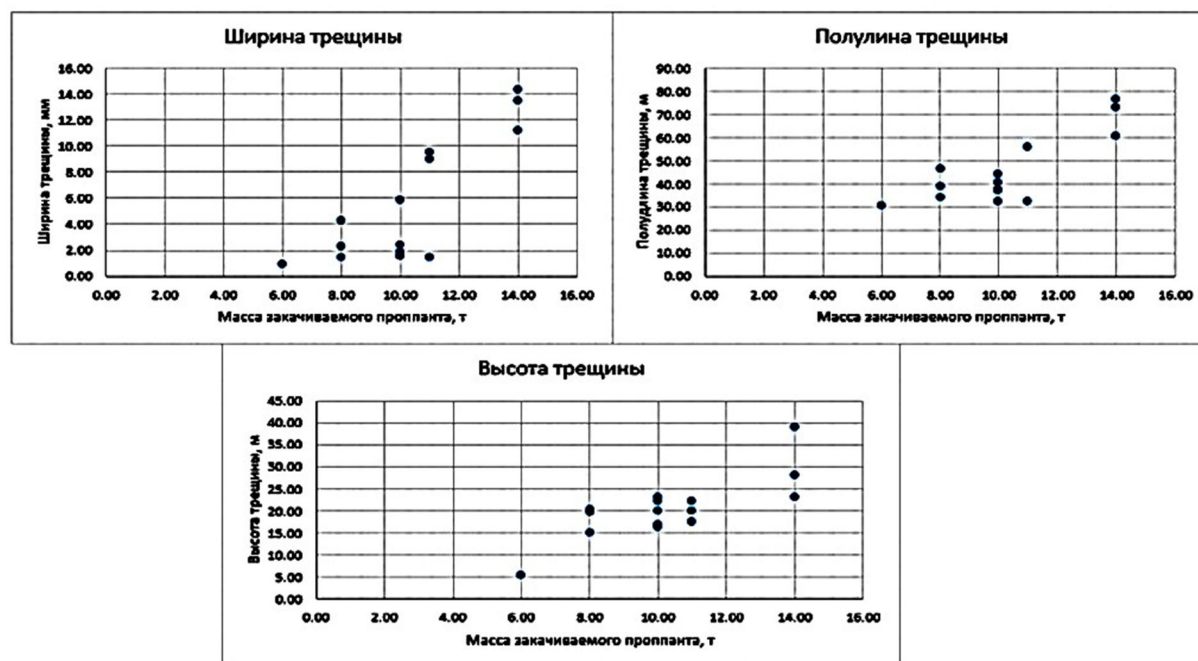 Ширина трещины
16.00
14.00
12.00
10.00
8.00
6.00
4.00
2.00
0.00
Ширина трещины, мм
0.00 2.00 4.00 6.00 8.00 10.00 12.00 14.00 16.00
Масса закачиваемого проппанта, т
Полулина трещины
90.00
80.00
70.00
60.00
50.00
40.00
30.00
20.00
10.00
0.00
Полудлина трещины, м
0.00 2.00 4.00 6.00 8.00 10.00 12.00 14.00 16.00
Масса закачиваемого проппанта, т
Высота трещины
45.00
40.00
35.00
30.00
25.00
20.00
15.00
10.00
5.00
0.00
Высота трещины, м
0.00 2.00 4.00 6.00 8.00 10.00 12.00 14.00 16.00
Масса закачиваемого проппанта, т